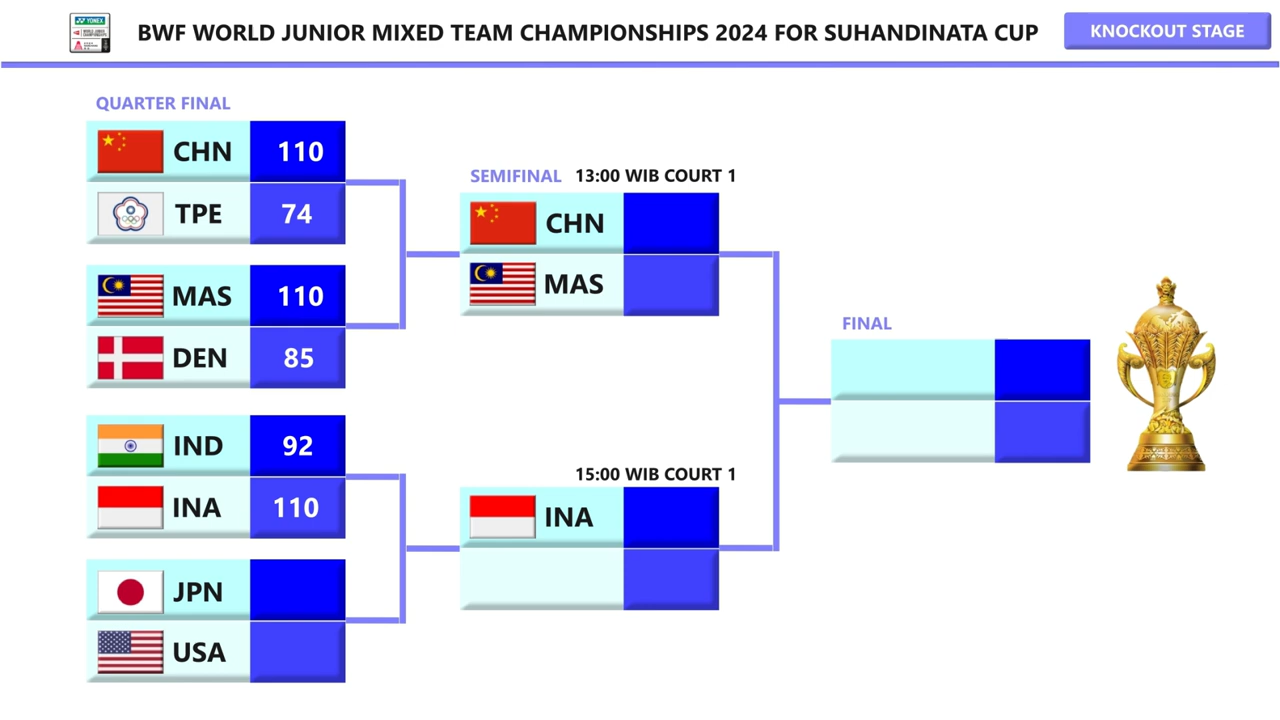 YONEX
BWF WORLD JUNIOR MIXED TEAM CHAMPIONSHIPS 2024 FOR SUHANDINATA CUP
KNOCKOUT STAGE
QUARTER FINAL
CHN 110
TPE 74
MAS 110
DEN 85
IND 92
INA 110
JPN
USA
SEMIFINAL 13:00 WIB COURT 1
CHN
MAS
15:00 WIB COURT 1
INA
FINAL